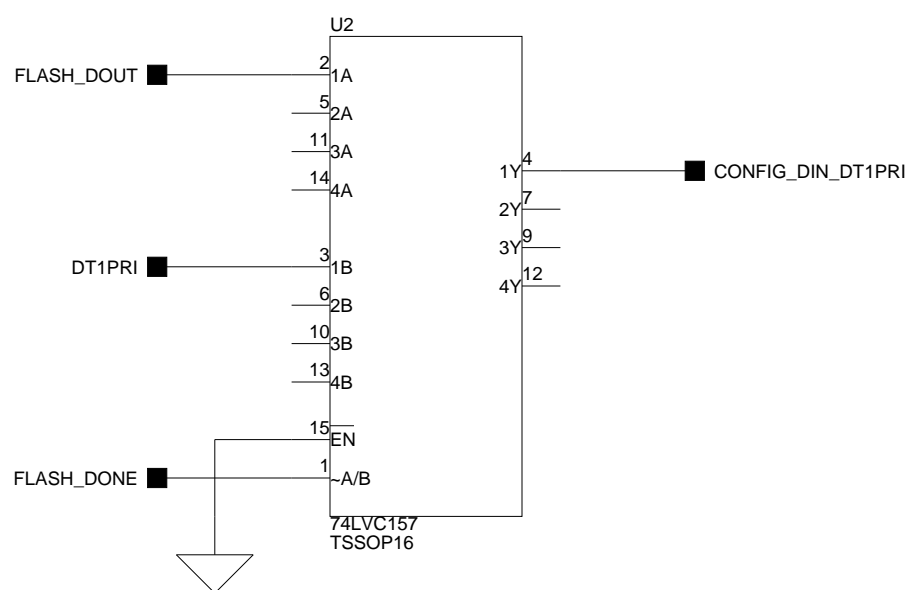 U2
FLASH_DOUT 2 1A
5 2A
11 3A
14 4A
1Y 4 CONFIG_DIN_DT1PRI
2Y 7
3Y 9
4Y 12
DT1PRI 3 1B
6 2B
10 3B
13 4B
15 EN
FLASH_DONE 1 ~A/B
74LVC157
TSSOP16